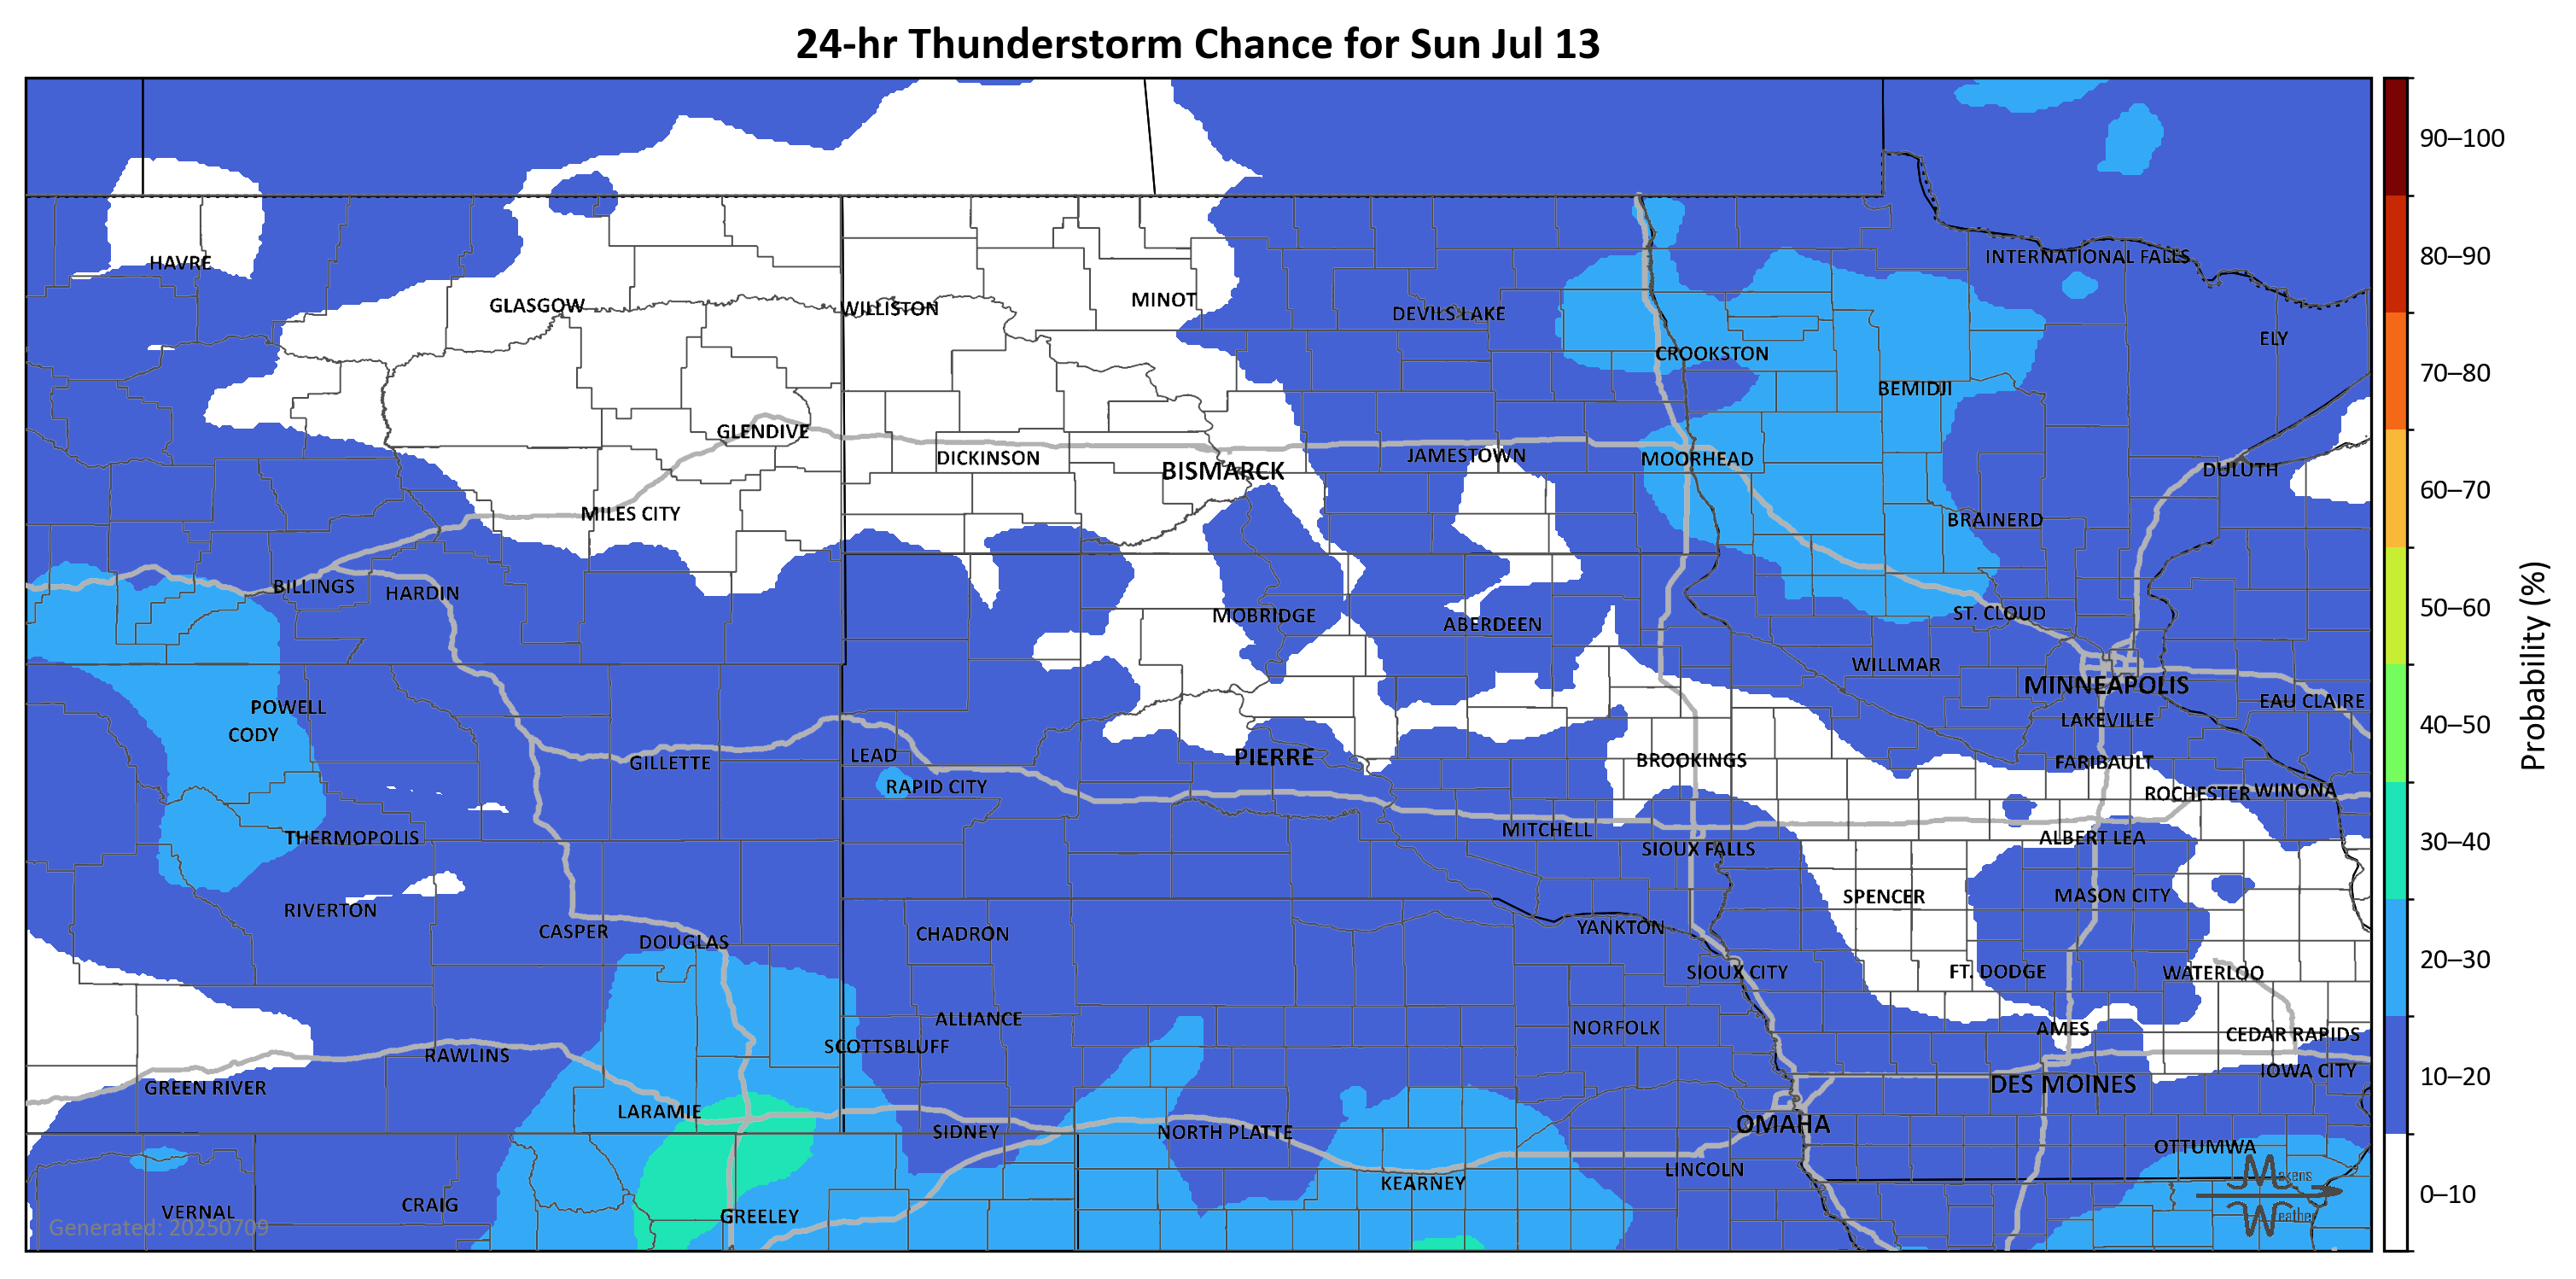 24-hr Thunderstorm Chance for Sun Jul 13
90–100
80–90
70–80
60–70
50–60
40–50
30–40
20–30
10–20
0–10
Probability (%)
HAVRE
INTERNATIONAL FALLS
GLASGOW
WILLISTON
MINOT
DEVILS LAKE
ELY
CROOKSTON
BEMIDJI
GLENDIVE
DICKINSON
BISMARCK
JAMESTOWN
MOORHEAD
DULUTH
MILES CITY
BRAINERD
BILLINGS
HARDIN
MOBRIDGE
ABERDEEN
ST. CLOUD
WILLMAR
MINNEAPOLIS
POWELL
EAU CLAIRE
CODY
LAKEVILLE
GILLETTE
LEAD
PIERRE
BROOKINGS
FARIBAULT
RAPID CITY
ROCHESTER
WINONA
THERMOPOLIS
MITCHELL
ALBERT LEA
SIOUX FALLS
RIVERTON
SPENCER
MASON CITY
CASPER
DOUGLAS
CHADRON
YANKTON
SIOUX CITY
FT. DODGE
WATERLOO
ALLIANCE
NORFOLK
AMES
CEDAR RAPIDS
RAWLINS
SCOTTSBLUFF
IOWA CITY
GREEN RIVER
DES MOINES
LARAMIE
OMAHA
SIDNEY
NORTH PLATTE
OTTUMWA
LINCOLN
KEARNEY
VERNAL
CRAIG
GREELEY
Makens
Weather
Generated: 20250709